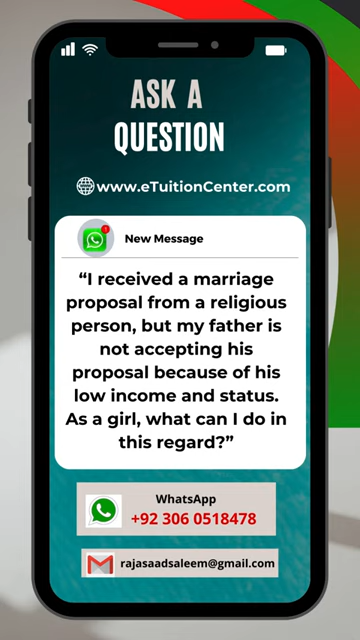 ASK A
QUESTION
www.eTuitionCenter.com
1
New Message
“I received a marriage
proposal from a religious
person, but my father is
not accepting his
proposal because of his
low income and status.
As a girl, what can I do in
this regard?”
WhatsApp
+92 306 0518478
rajasaadsaleem@gmail.com